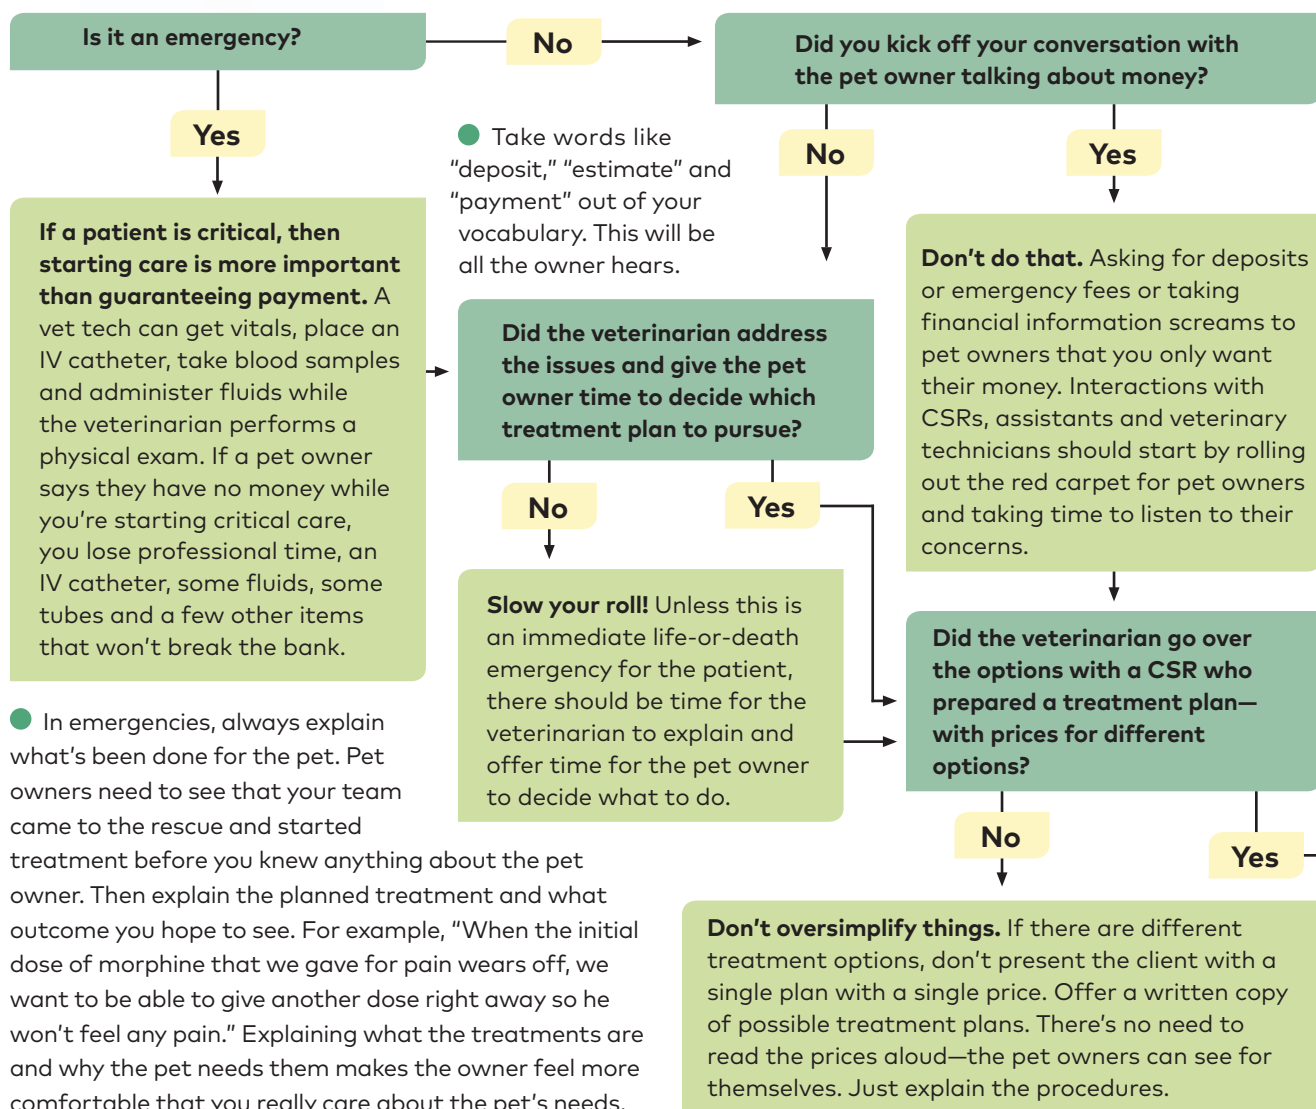 Is it an emergency?
No
Did you kick off your conversation with
the pet owner talking about money?
Yes
If a patient is critical, then
starting care is more important
than guaranteeing payment. A
vet tech can get vitals, place an
IV catheter, take blood samples
and administer fluids while
the veterinarian performs a
physical exam. If a pet owner
says they have no money while
you’re starting critical care,
you lose professional time, an
IV catheter, some fluids, some
tubes and a few other items
that won’t break the bank.
Take words like
“deposit,” “estimate” and
“payment” out of your
vocabulary. This will be
all the owner hears.
No
Yes
Don’t do that. Asking for deposits
or emergency fees or taking
financial information screams to
pet owners that you only want
their money. Interactions with
CSRs, assistants and veterinary
technicians should start by rolling
out the red carpet for pet owners
and taking time to listen to their
concerns.
Did the veterinarian address
the issues and give the pet
owner time to decide which
treatment plan to pursue?
No
Yes
Slow your roll! Unless this is
an immediate life-or-death
emergency for the patient,
there should be time for the
veterinarian to explain and
offer time for the pet owner
to decide what to do.
Did the veterinarian go over
the options with a CSR who
prepared a treatment plan—
with prices for different
options?
No
Yes
In emergencies, always explain
what’s been done for the pet. Pet
owners need to see that your team
came to the rescue and started
treatment before you knew anything about the pet
owner. Then explain the planned treatment and what
outcome you hope to see. For example, “When the initial
dose of morphine that we gave for pain wears off, we
want to be able to give another dose right away so he
won’t feel any pain.” Explaining what the treatments are
and why the pet needs them makes the owner feel more
comfortable that you really care about the pet’s needs.
Don’t oversimplify things. If there are different
treatment options, don’t present the client with a
single plan with a single price. Offer a written copy
of possible treatment plans. There’s no need to
read the prices aloud—the pet owners can see for
themselves. Just explain the procedures.